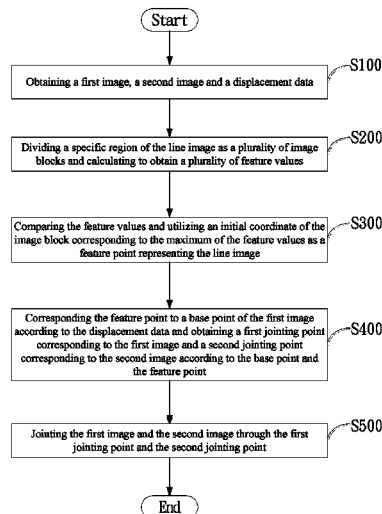 Start
S100
Obtaining a first image, a second image and a displacement data
S200
Dividing a specific region of the line image as a plurality of image
blocks and calculating to obtain a plurality of feature values
S300
Comparing the feature values and utilizing an initial coordinate of the
image block corresponding to the maximum of the feature values as a
feature point representing the line image
S400
Corresponding the feature point to a base point of the first image
according to the displacement data and obtaining a first jointing point
corresponding to the first image and a second jointing point
corresponding to the second image according to the base point and
the feature point
S500
Jointing the first image and the second image through the first
jointing point and the second jointing point
End